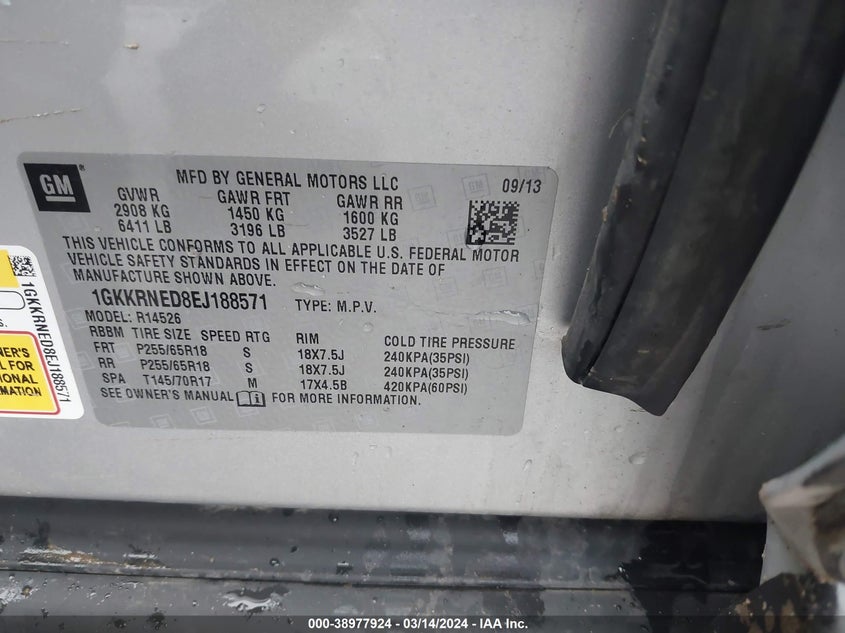 GM
MFD BY GENERAL MOTORS LLC
09/13
GVWR GAWR FRT GAWR RR
2908 KG 1450 KG 1600 KG
6411 LB 3196 LB 3527 LB
THIS VEHICLE CONFORMS TO ALL APPLICABLE U.S. FEDERAL MOTOR
VEHICLE SAFETY STANDARDS IN EFFECT ON THE DATE OF
MANUFACTURE SHOWN ABOVE.
1GKKRNED8EJ188571 TYPE: M.P.V.
MODEL: R14526
RBBM TIRE SIZE SPEED RTG RIM COLD TIRE PRESSURE
FRT P255/65R18 S 18X7.5J 240KPA(35PSI)
RR P255/65R18 S 18X7.5J 240KPA(35PSI)
SPA T145/70R17 M 17X4.5B 420KPA(60PSI)
SEE OWNER'S MANUAL FOR MORE INFORMATION.
1GKKRNED8EJ188571
S.
NER'S
L FOR
IONAL
MATION
000-38977924 - 03/14/2024 - IAA Inc.